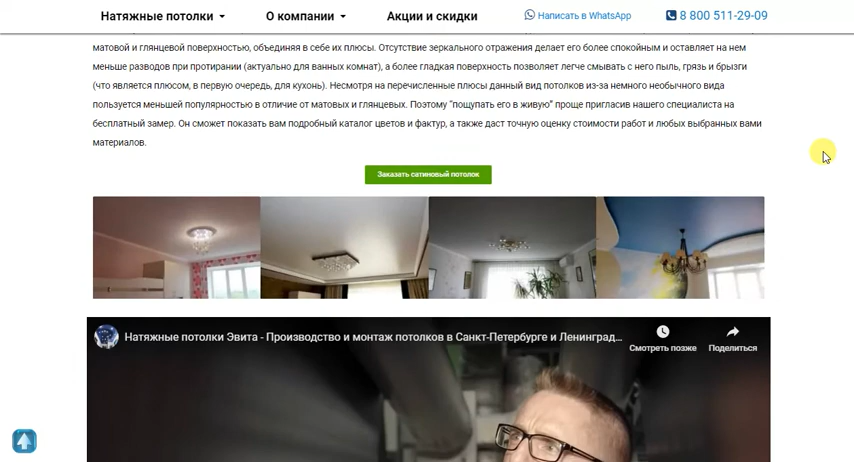 Натяжные потолки
О компании
Акции и скидки
Написать в WhatsApp
8 800 511-29-09
матовой и глянцевой поверхностью, объединяя в себе их плюсы. Отсутствие зеркального отражения делает его более спокойным и оставляет на нем
меньше разводов при протирании (актуально для ванных комнат), а более гладкая поверхность позволяет легче смывать с него пыль, грязь и брызги
(что является плюсом, в первую очередь, для кухонь). Несмотря на перечисленные плюсы данный вид потолков из-за немного необычного вида
пользуется меньшей популярностью в отличие от матовых и глянцевых. Поэтому "пощупать его в живую" проще пригласив нашего специалиста на
бесплатный замер. Он сможет показать вам подробный каталог цветов и фактур, а также даст точную оценку стоимости работ и любых выбранных вами
материалов.
Заказать сатиновый потолок
Натяжные потолки Эвита - Производство и монтаж потолков в Санкт-Петербурге и Ленинград...
Смотреть позже
Поделиться